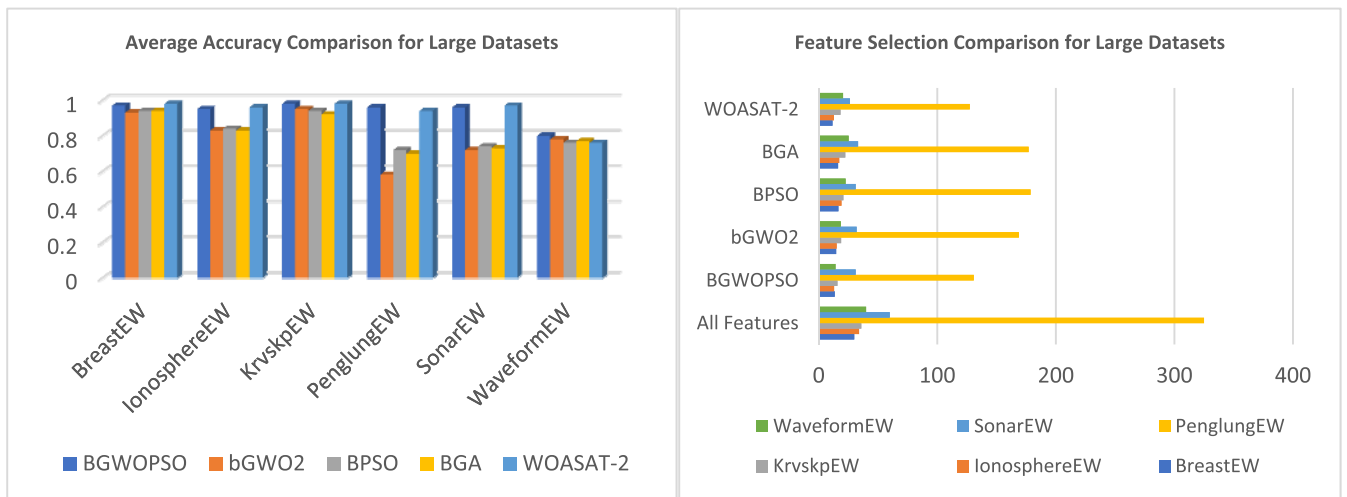 Average Accuracy Comparison for Large Datasets
1
0.8
0.6
0.4
0.2
0
BreastEW
IonosphereEW
KrvskpEW
PenglungEW
SonarEW
WaveformEW
BGWOPSO bGWO2 BPSO BGA WOASAT-2
Feature Selection Comparison for Large Datasets
WOASAT-2
BGA
BPSO
bGWO2
BGWOPSO
All Features
0 100 200 300 400
WaveformEW SonarEW PenglungEW
KrvskpEW IonosphereEW BreastEW